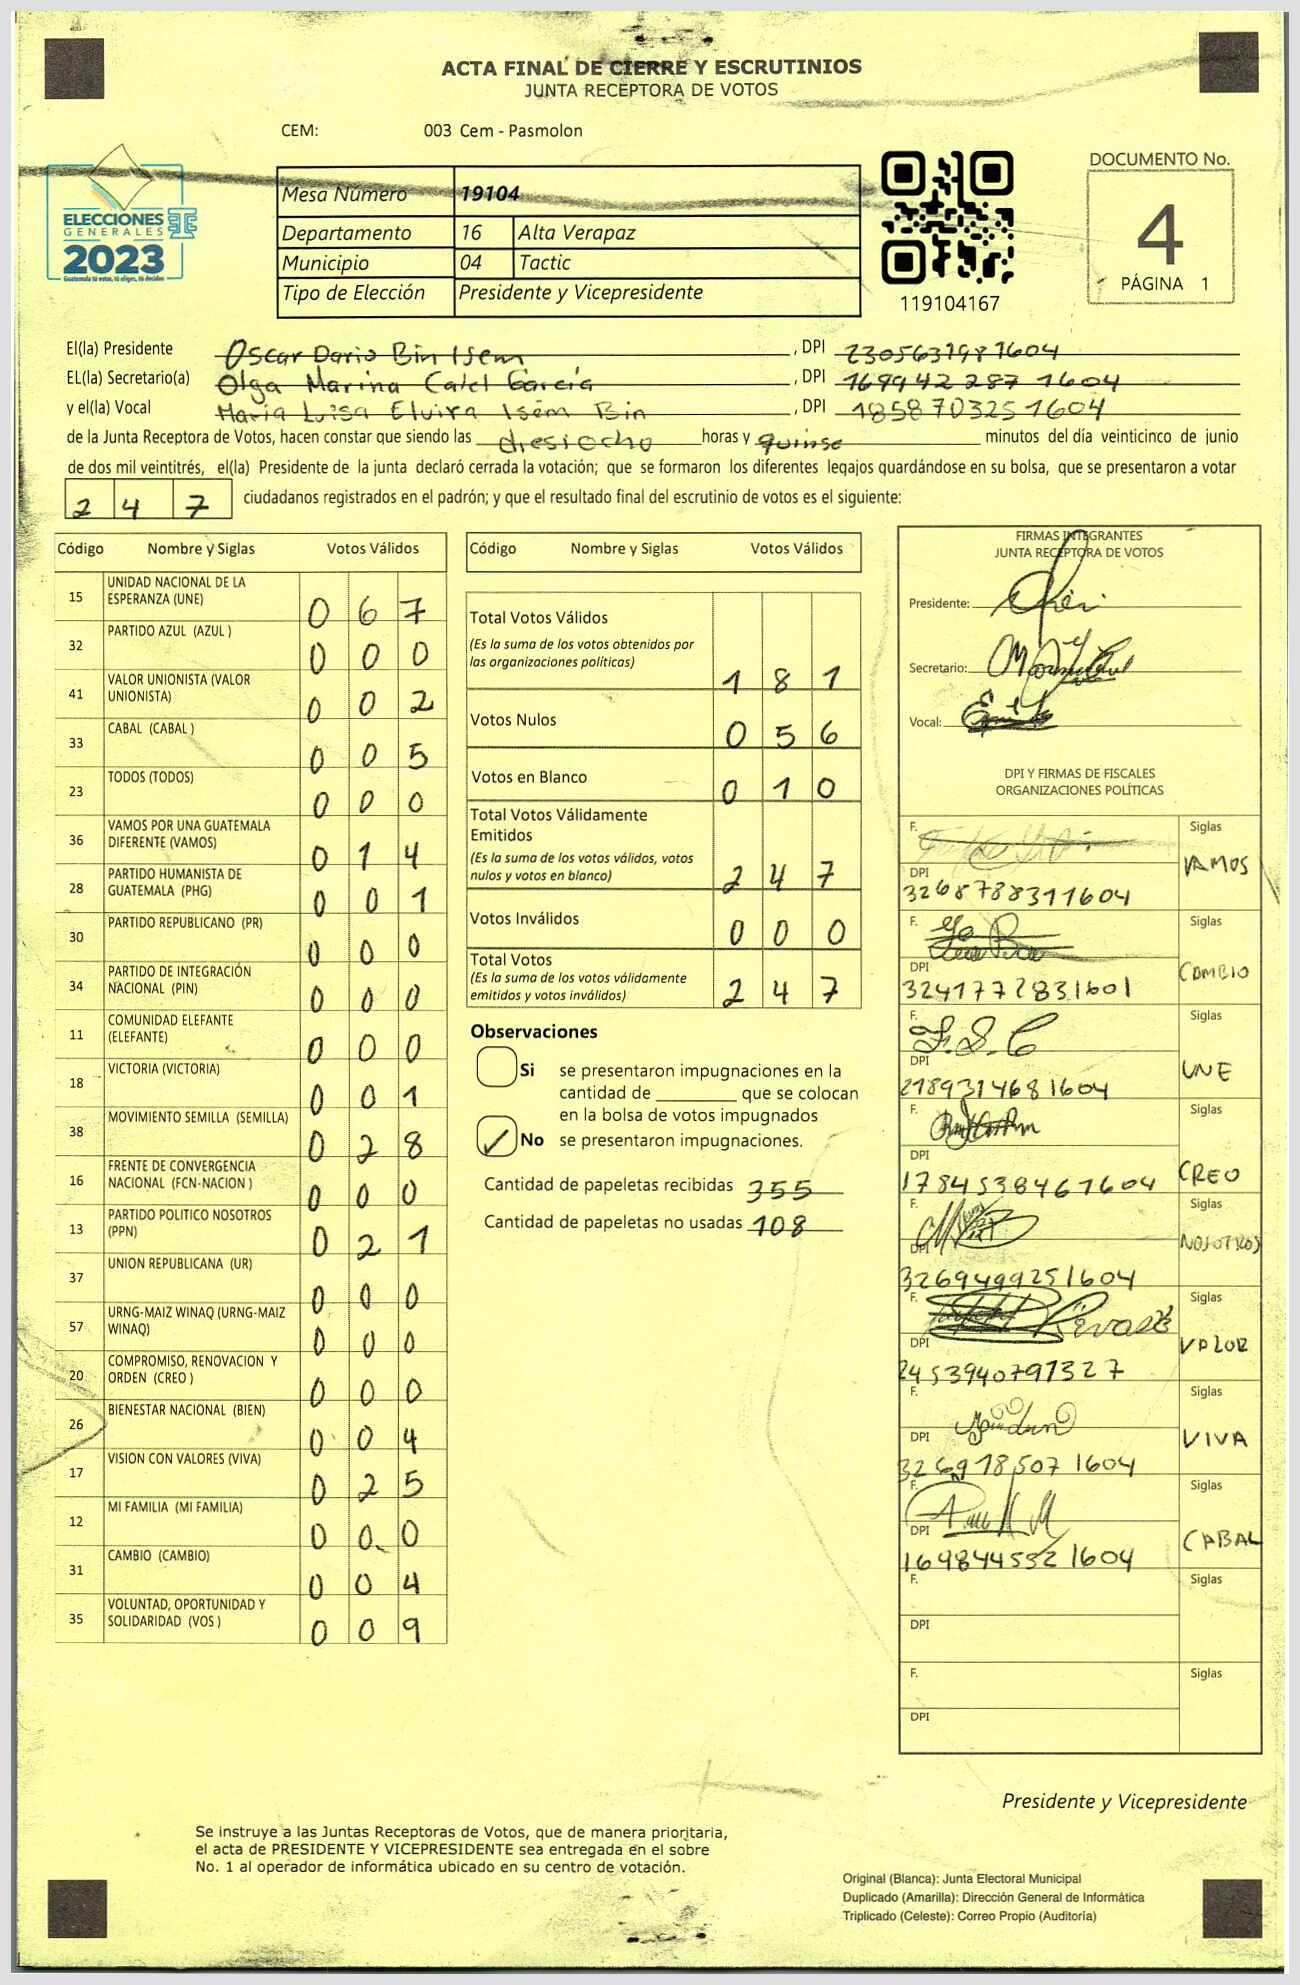 ACTA FINAL DE CIERRE Y ESCRUTINIOS
JUNTA RECEPTORA DE VOTOS
CEM: 003 Cem - Pasmolon
ELECCIONES
GENERALES
2023
Guatemala tú votas, tú eliges, tú decides
Mesa Número 19104
Departamento 16 Alta Verapaz
Municipio 04 Tactic
Tipo de Elección Presidente y Vicepresidente
119104167
DOCUMENTO No.
4
PÁGINA 1
El(la) Presidente Oscar Dario Bin Isem , DPI 2305637981604
EL(la) Secretario(a) Olga Marina Calel García , DPI 169942287 1604
y el(la) Vocal Maria Luisa Elvira Isem Bin , DPI 1858703251604
de la Junta Receptora de Votos, hacen constar que siendo las diesiocho horas y quinse minutos del día veinticinco de junio
de dos mil veintitrés, el(la) Presidente de la junta declaró cerrada la votación; que se formaron los diferentes legajos quardándose en su bolsa, que se presentaron a votar
2 4 7 ciudadanos registrados en el padrón; y que el resultado final del escrutinio de votos es el siguiente:
Código Nombre y Siglas Votos Válidos
15 UNIDAD NACIONAL DE LA
ESPERANZA (UNE) 0 6 7
32 PARTIDO AZUL (AZUL ) 0 0 0
41 VALOR UNIONISTA (VALOR
UNIONISTA) 0 0 2
33 CABAL (CABAL ) 0 0 5
23 TODOS (TODOS) 0 0 0
36 VAMOS POR UNA GUATEMALA
DIFERENTE (VAMOS) 0 1 4
28 PARTIDO HUMANISTA DE
GUATEMALA (PHG) 0 0 1
30 PARTIDO REPUBLICANO (PR) 0 0 0
34 PARTIDO DE INTEGRACIÓN
NACIONAL (PIN) 0 0 0
11 COMUNIDAD ELEFANTE
(ELEFANTE) 0 0 0
18 VICTORIA (VICTORIA) 0 0 1
38 MOVIMIENTO SEMILLA (SEMILLA) 0 2 8
16 FRENTE DE CONVERGENCIA
NACIONAL (FCN-NACION ) 0 0 0
13 PARTIDO POLITICO NOSOTROS
(PPN) 0 2 1
37 UNION REPUBLICANA (UR) 0 0 0
57 URNG-MAIZ WINAQ (URNG-MAIZ
WINAQ) 0 0 0
20 COMPROMISO, RENOVACION Y
ORDEN (CREO ) 0 0 0
26 BIENESTAR NACIONAL (BIEN) 0 0 4
17 VISION CON VALORES (VIVA) 0 2 5
12 MI FAMILIA (MI FAMILIA) 0 0 0
31 CAMBIO (CAMBIO) 0 0 4
35 VOLUNTAD, OPORTUNIDAD Y
SOLIDARIDAD (VOS ) 0 0 9
Código Nombre y Siglas Votos Válidos
Total Votos Válidos
(Es la suma de los votos obtenidos por
las organizaciones políticas) 1 8 1
Votos Nulos 0 5 6
Votos en Blanco 0 1 0
Total Votos Válidamente
Emitidos
(Es la suma de los votos válidos, votos
nulos y votos en blanco) 2 4 7
Votos Inválidos 0 0 0
Total Votos
(Es la suma de los votos válidamente
emitidos y votos inválidos) 2 4 7
Observaciones
Si se presentaron impugnaciones en la
cantidad de ________ que se colocan
en la bolsa de votos impugnados
✓ No se presentaron impugnaciones.
Cantidad de papeletas recibidas 355
Cantidad de papeletas no usadas 108
FIRMAS INTEGRANTES
JUNTA RECEPTORA DE VOTOS
Presidente:
Secretario:
Vocal:
DPI Y FIRMAS DE FISCALES
ORGANIZACIONES POLÍTICAS
F. Siglas
VAMOS
DPI
3268788311604
F. Siglas
CAMBIO
DPI
3241772831601
F. F.S.C Siglas
UNE
DPI
2189314681604
F. Siglas
CREO
DPI
1784538461604
F. Siglas
NOSOTROS
DPI
3269499251604
F. Siglas
VALOR
DPI
2453940791327
F. Siglas
VIVA
DPI
3269185071604
F. Siglas
CABAL
DPI
1698445521604
F. Siglas
DPI
F. Siglas
DPI
Presidente y Vicepresidente
Se instruye a las Juntas Receptoras de Votos, que de manera prioritaria,
el acta de PRESIDENTE Y VICEPRESIDENTE sea entregada en el sobre
No. 1 al operador de informática ubicado en su centro de votación.
Original (Blanca): Junta Electoral Municipal
Duplicado (Amarilla): Dirección General de Informática
Triplicado (Celeste): Correo Propio (Auditoría)